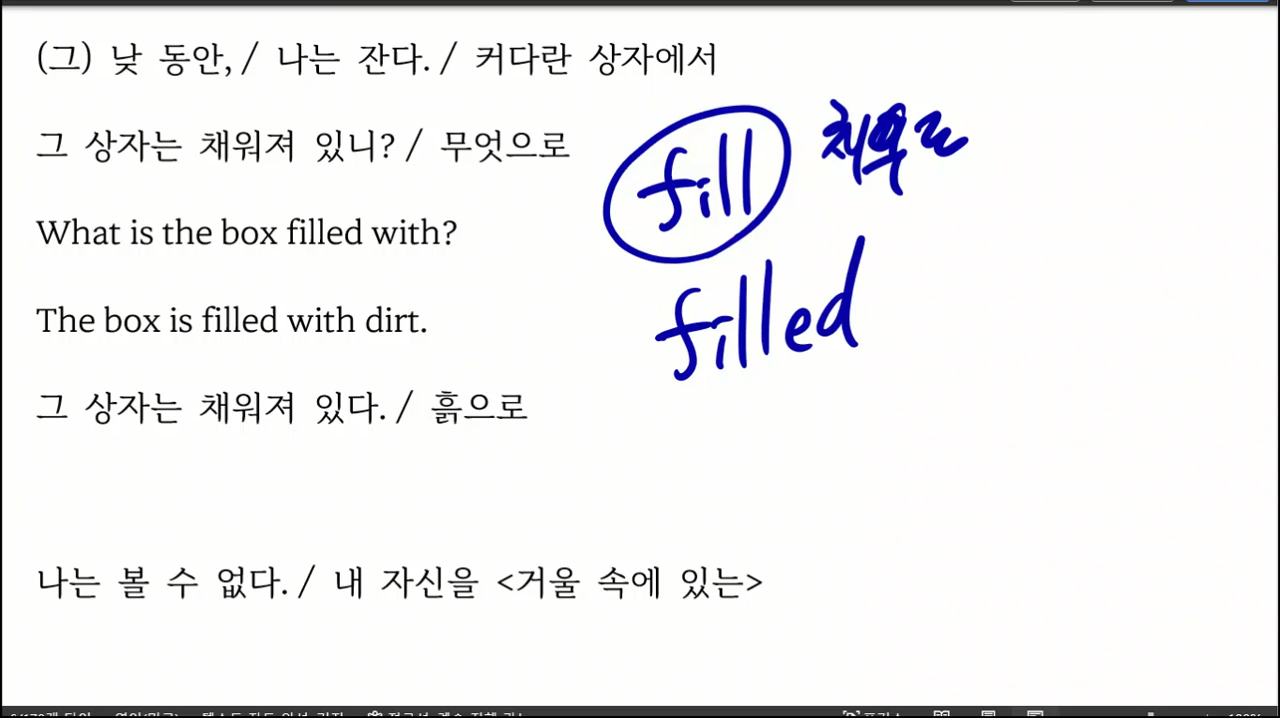 (그) 낮 동안, / 나는 잔다. / 커다란 상자에서
그 상자는 채워져 있니? / 무엇으로
fill
What is the box filled with?
filled
The box is filled with dirt.
그 상자는 채워져 있다. / 흙으로
나는 볼 수 없다. / 내 자신을 <거울 속에 있는>